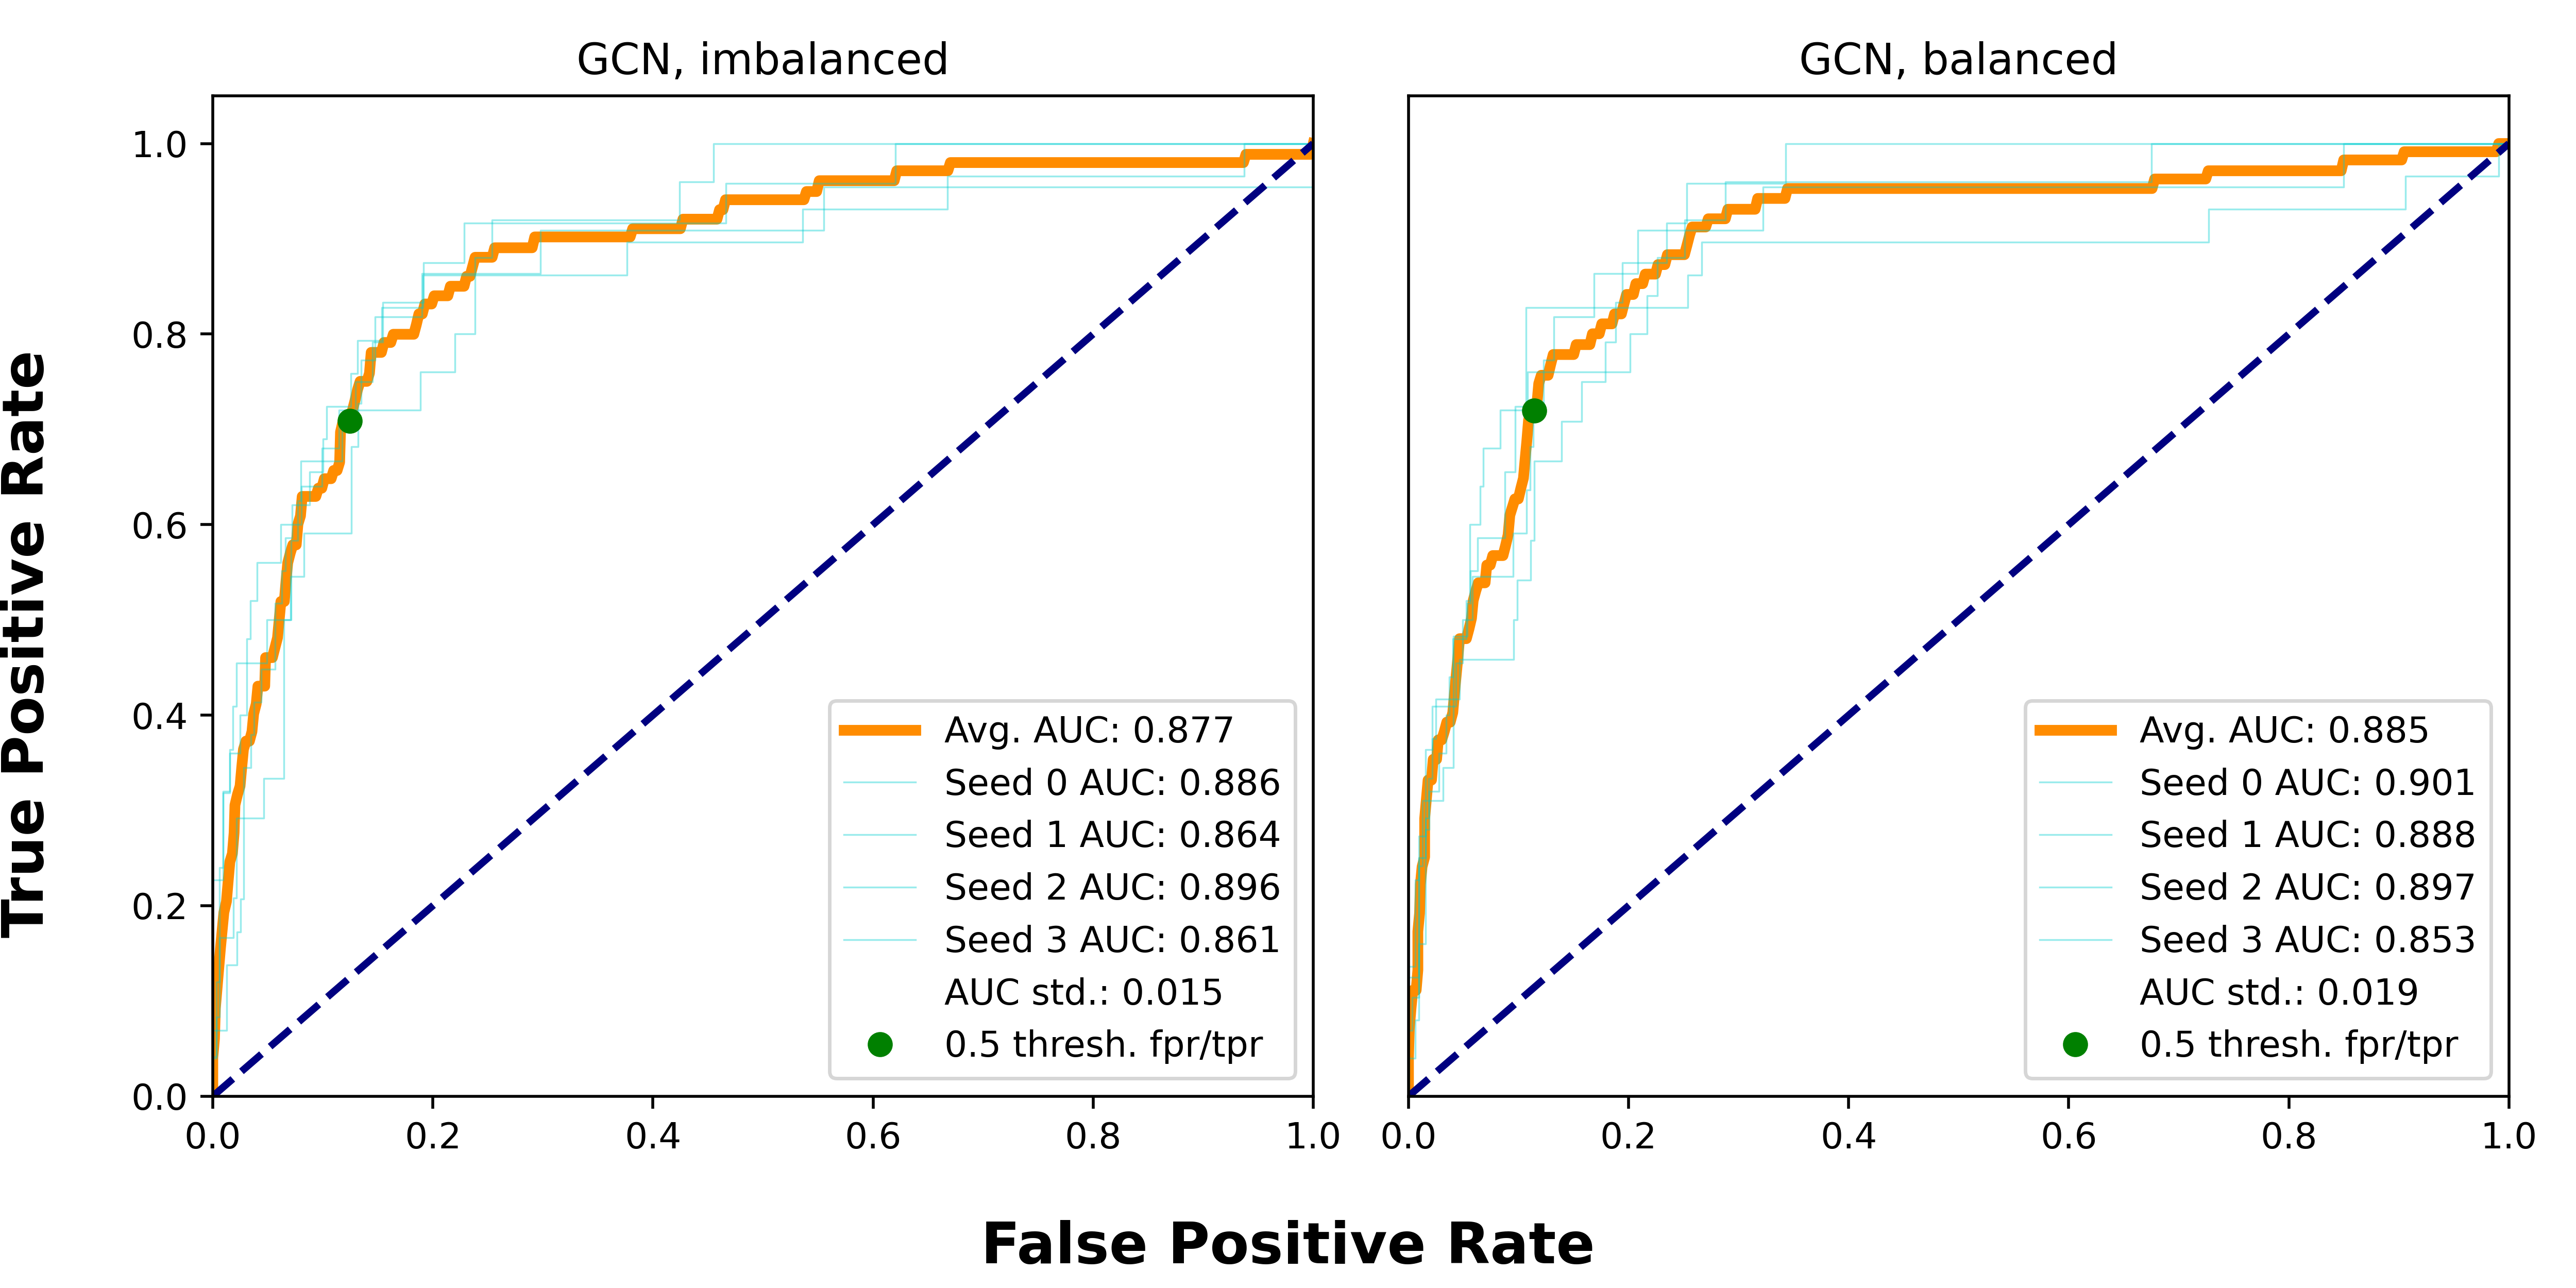 GCN, imbalanced
GCN, balanced
True Positive Rate
1.0
0.8
0.6
0.4
0.2
0.0
0.0 0.2 0.4 0.6 0.8 1.0
Avg. AUC: 0.877
Seed 0 AUC: 0.886
Seed 1 AUC: 0.864
Seed 2 AUC: 0.896
Seed 3 AUC: 0.861
AUC std.: 0.015
0.5 thresh. fpr/tpr
0.0 0.2 0.4 0.6 0.8 1.0
Avg. AUC: 0.885
Seed 0 AUC: 0.901
Seed 1 AUC: 0.888
Seed 2 AUC: 0.897
Seed 3 AUC: 0.853
AUC std.: 0.019
0.5 thresh. fpr/tpr
False Positive Rate